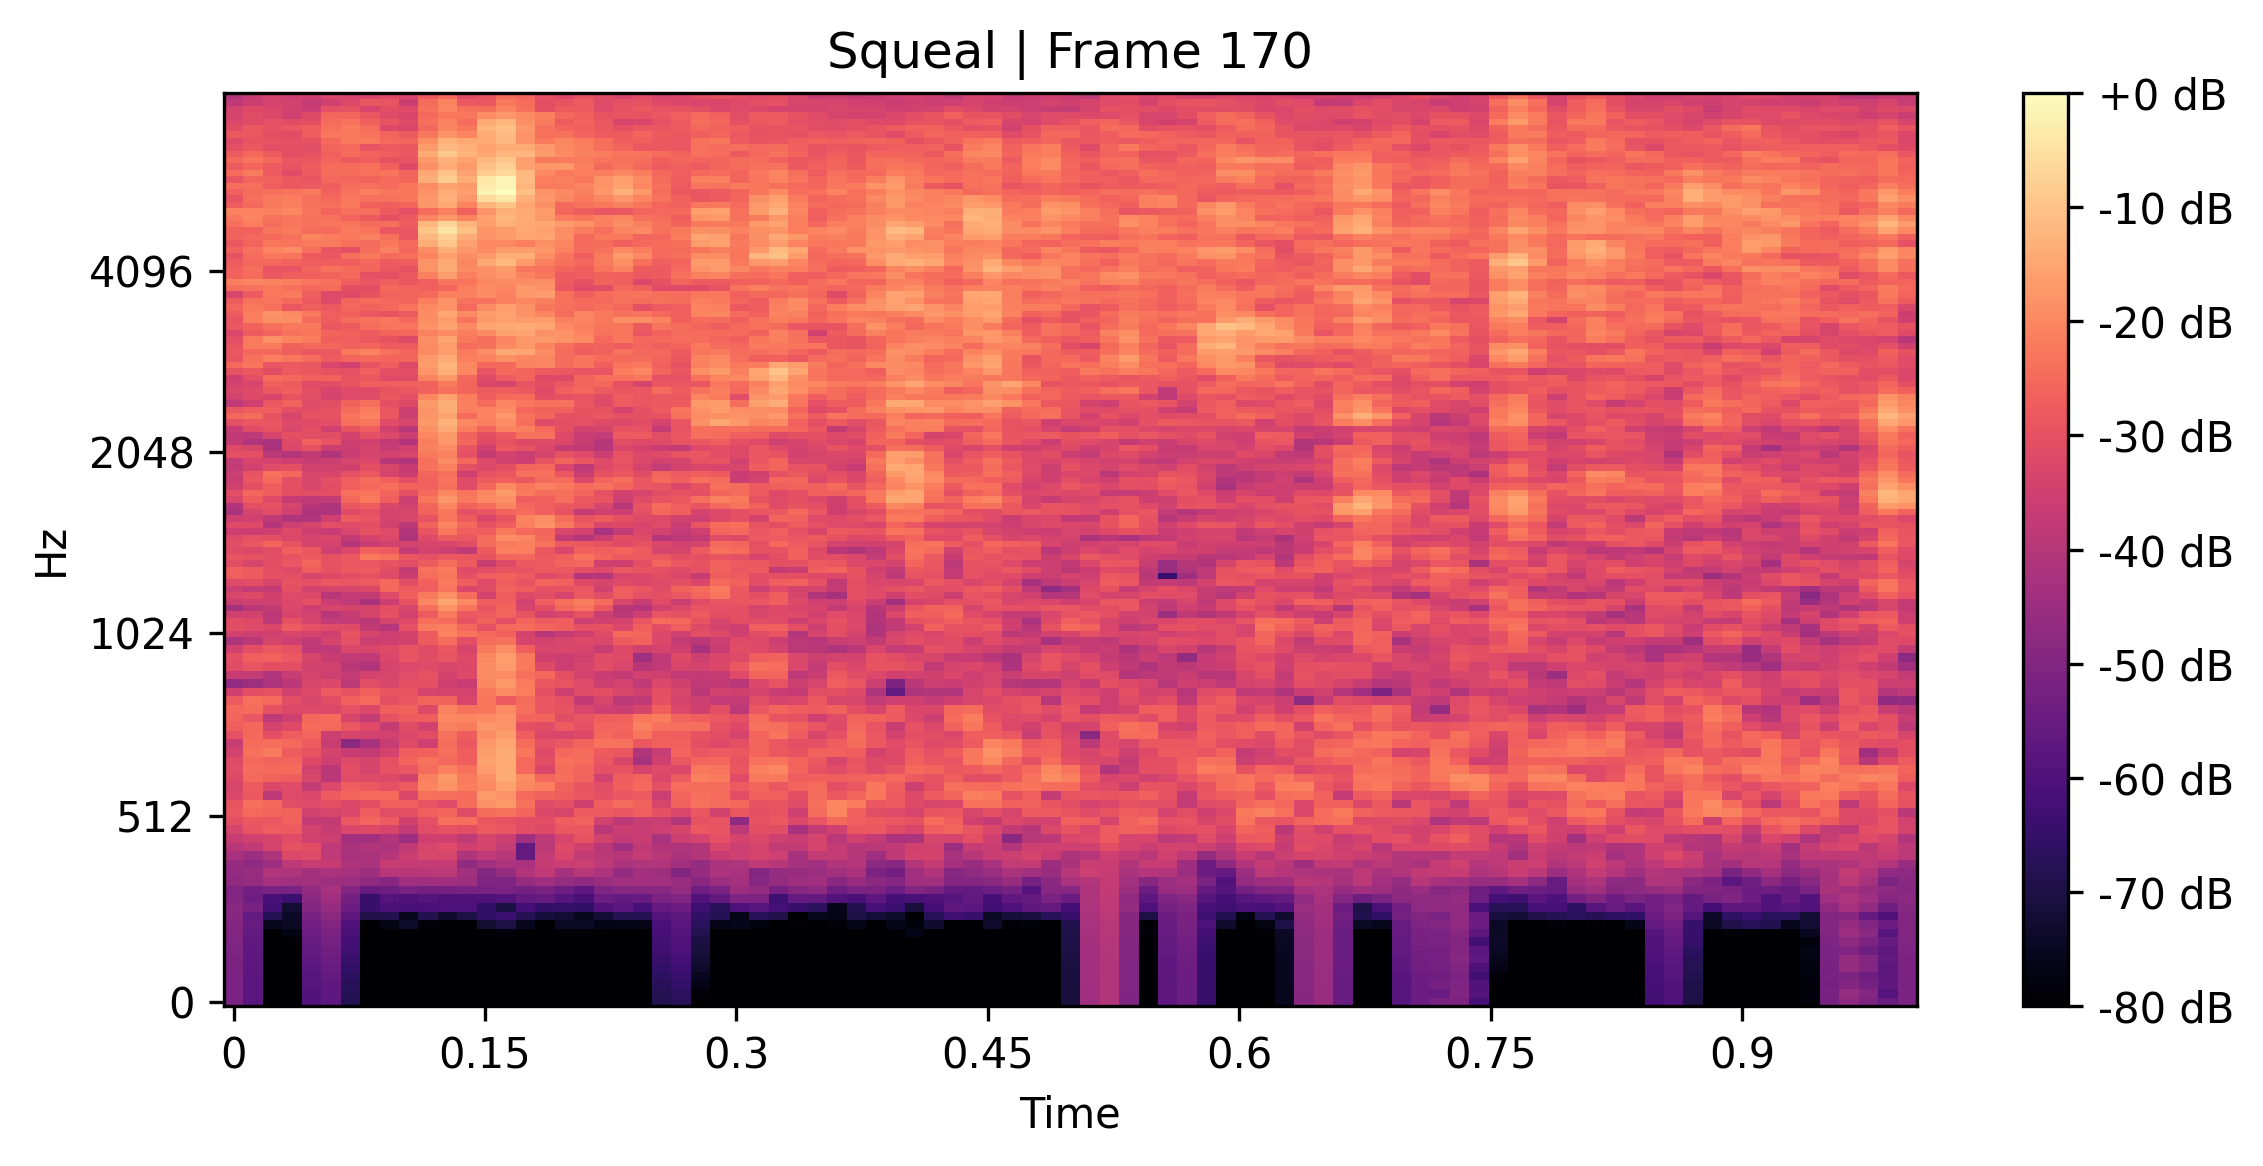 Squeal | Frame 170
+0 dB
-10 dB
-20 dB
-30 dB
-40 dB
-50 dB
-60 dB
-70 dB
-80 dB
Hz
4096
2048
1024
512
0
0 0.15 0.3 0.45 0.6 0.75 0.9
Time